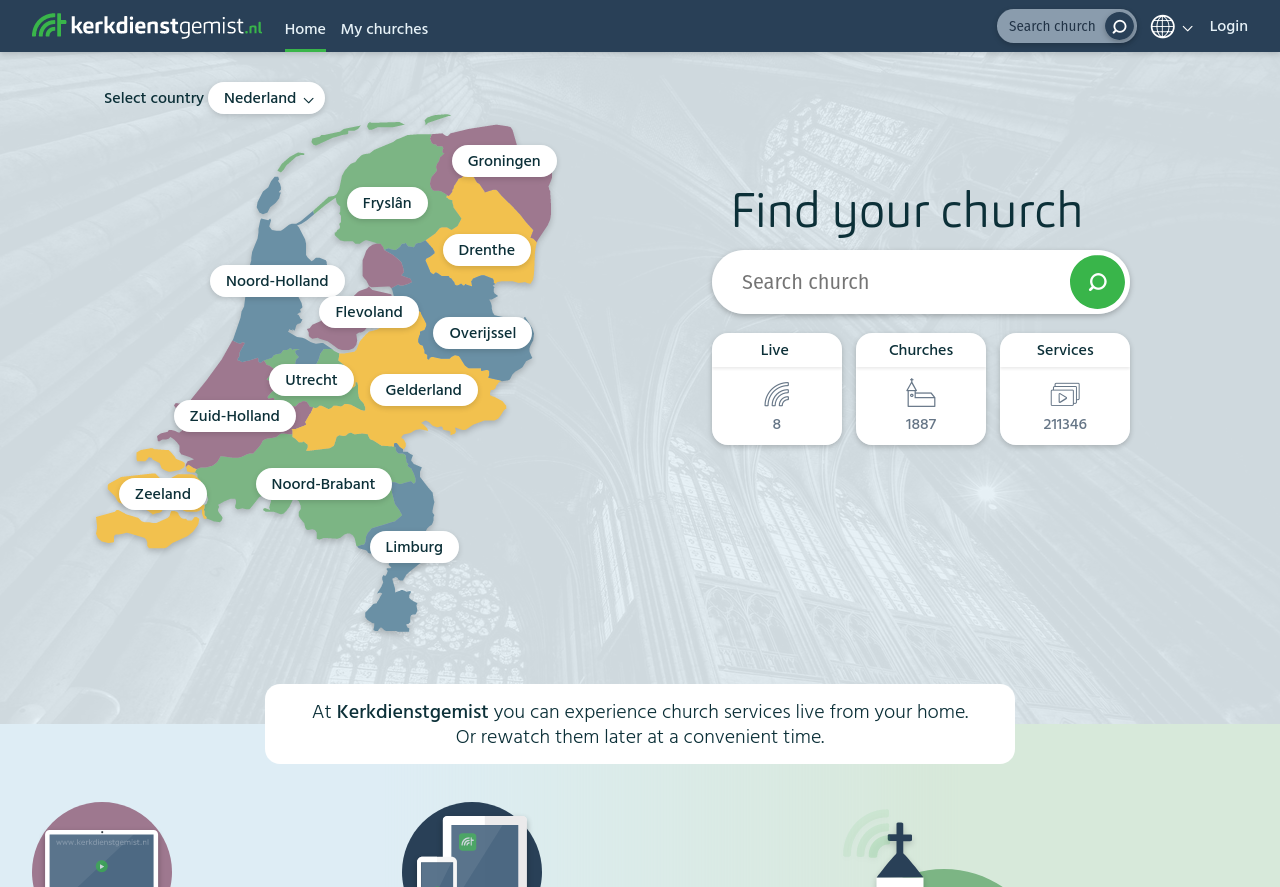 kerkdienstgemist.nl
Home
My churches
Search church
Login
Select country
Nederland
Groningen
Fryslân
Drenthe
Noord-Holland
Flevoland
Overijssel
Utrecht
Gelderland
Zuid-Holland
Noord-Brabant
Zeeland
Limburg
Find your church
Search church
Live
8
Churches
1887
Services
211346
At Kerkdienstgemist you can experience church services live from your home.
Or rewatch them later at a convenient time.
www.kerkdienstgemist.nl